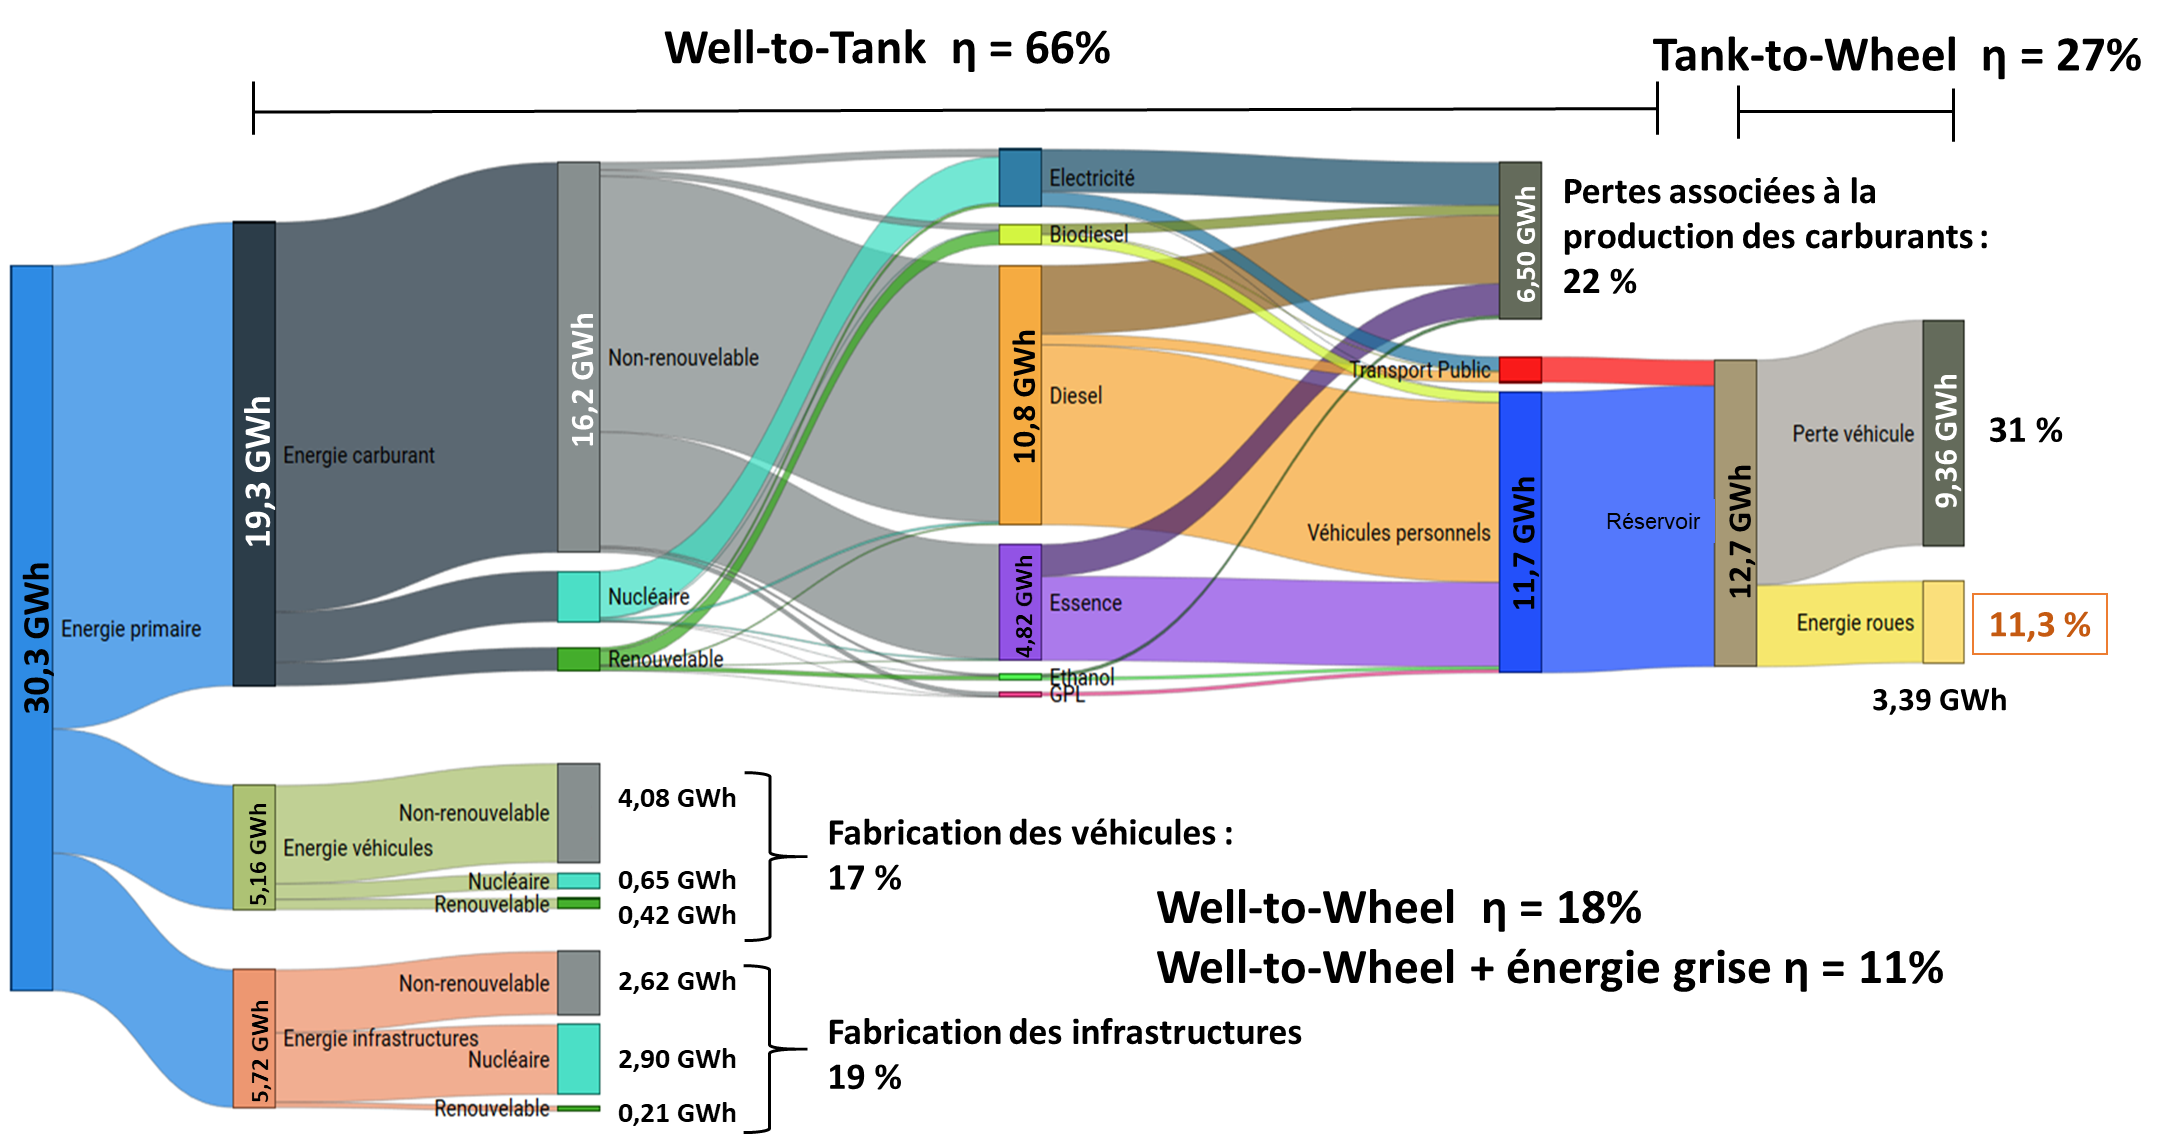 Well-to-Tank η = 66%
Tank-to-Wheel η = 27%
30,3 GWh
Energie primaire
19,3 GWh
Energie carburant
16,2 GWh
Non-renouvelable
Nucléaire
Renouvelable
Electricité
Biodiesel
10,8 GWh
Diesel
4,82 GWh
Essence
Ethanol
GPL
6,50 GWh
Pertes associées à la
production des carburants :
22 %
Transport Public
Véhicules personnels
11,7 GWh
Réservoir
12,7 GWh
Perte véhicule
9,36 GWh
31 %
Energie roues
11,3 %
3,39 GWh
5,16 GWh
Energie véhicules
Non-renouvelable
4,08 GWh
Nucléaire
0,65 GWh
Renouvelable
0,42 GWh
Fabrication des véhicules :
17 %
Well-to-Wheel η = 18%
Well-to-Wheel + énergie grise η = 11%
5,72 GWh
Energie infrastructures
Non-renouvelable
2,62 GWh
Nucléaire
2,90 GWh
Renouvelable
0,21 GWh
Fabrication des infrastructures
19 %